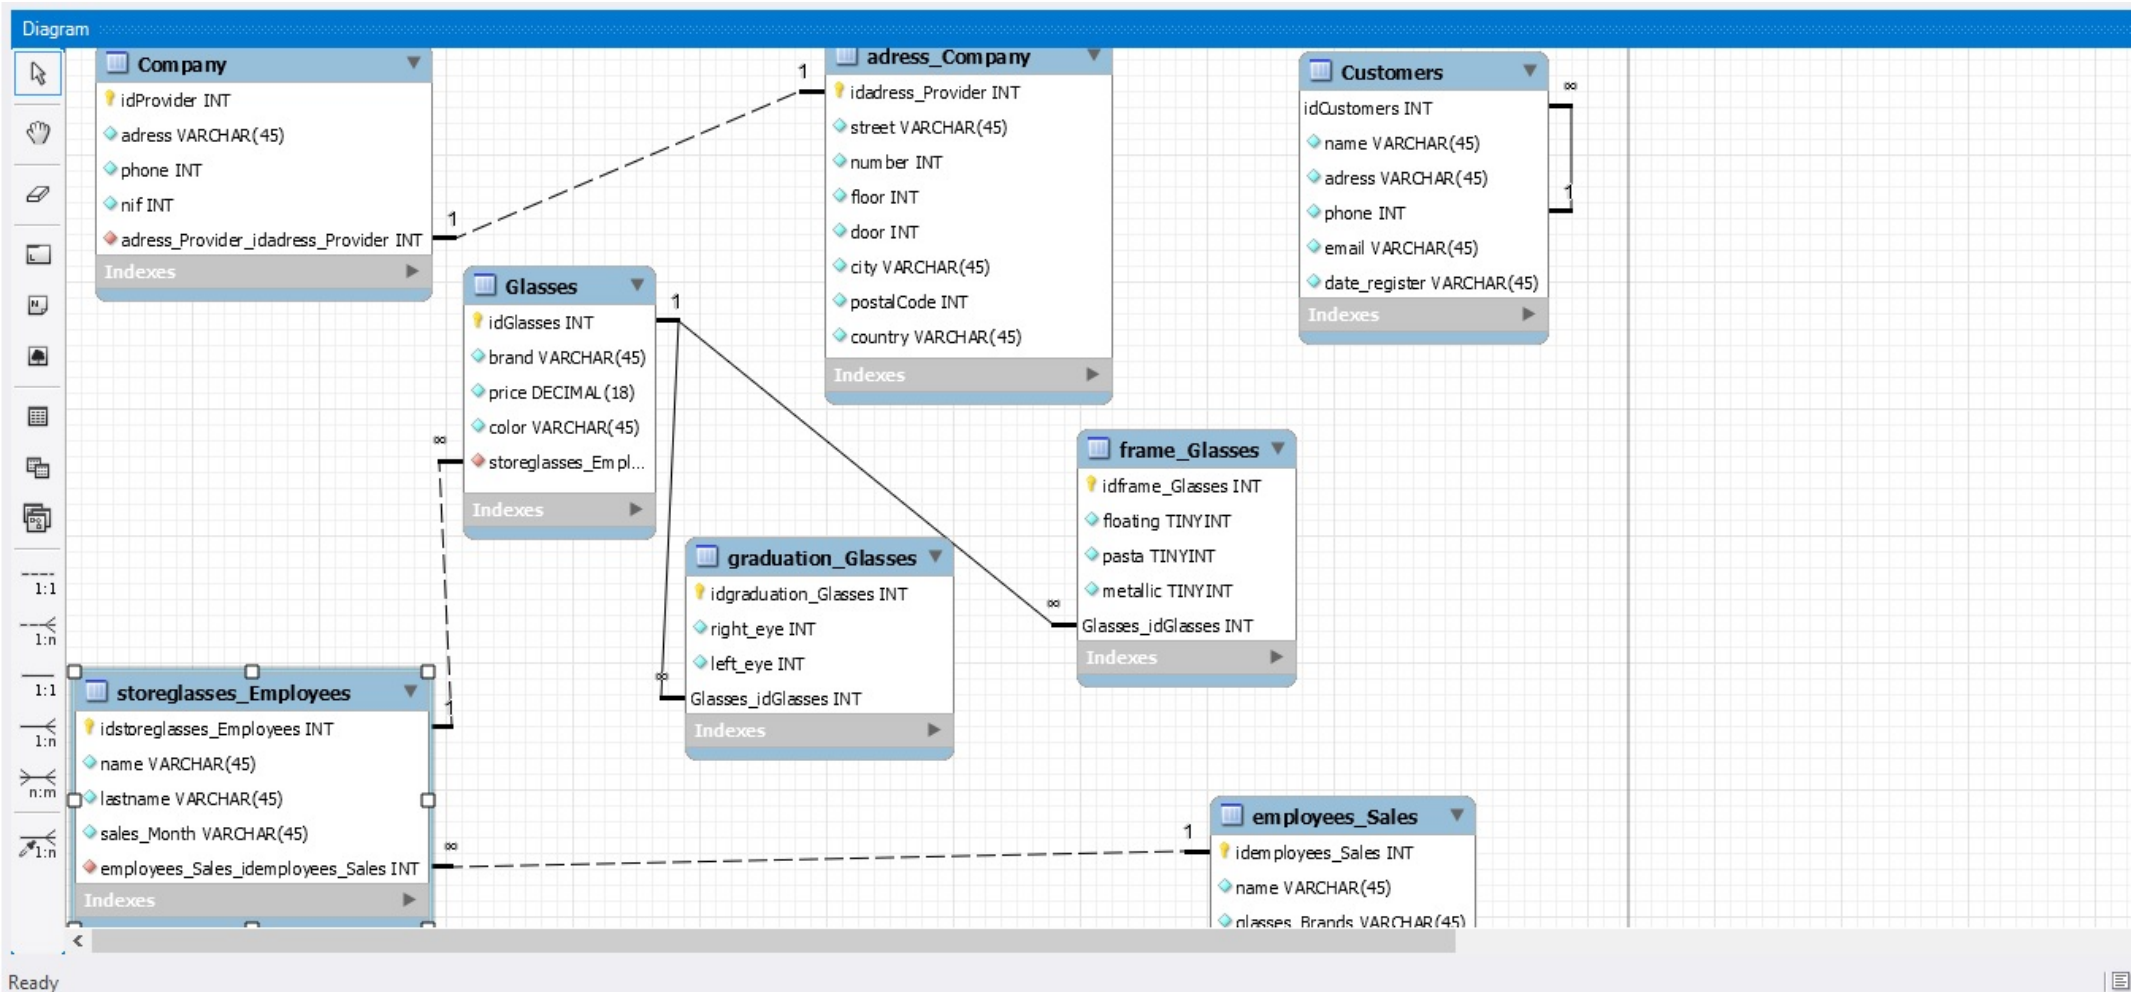 Diagram
Company
idProvider INT
adress VARCHAR(45)
phone INT
nif INT
adress_Provider_idadress_Provider INT
Indexes
1
1
adress_Company
idadress_Provider INT
street VARCHAR(45)
number INT
floor INT
door INT
city VARCHAR(45)
postalCode INT
country VARCHAR(45)
Indexes
Customers
idCustomers INT
name VARCHAR(45)
adress VARCHAR(45)
phone INT
email VARCHAR(45)
date_register VARCHAR(45)
Indexes
∞
1
Glasses
idGlasses INT
brand VARCHAR(45)
price DECIMAL(18)
color VARCHAR(45)
storeglasses_Empl...
Indexes
1
∞
frame_Glasses
idframe_Glasses INT
floating TINYINT
pasta TINYINT
metallic TINYINT
Glasses_idGlasses INT
Indexes
∞
graduation_Glasses
idgraduation_Glasses INT
right_eye INT
left_eye INT
Glasses_idGlasses INT
Indexes
∞
storeglasses_Employees
idstoreglasses_Employees INT
name VARCHAR(45)
lastname VARCHAR(45)
sales_Month VARCHAR(45)
employees_Sales_idemployees_Sales INT
Indexes
1
∞
1
employees_Sales
idemployees_Sales INT
name VARCHAR(45)
glasses_Brands VARCHAR(45)
1:1
1:n
1:1
1:n
n:m
1:n
Ready